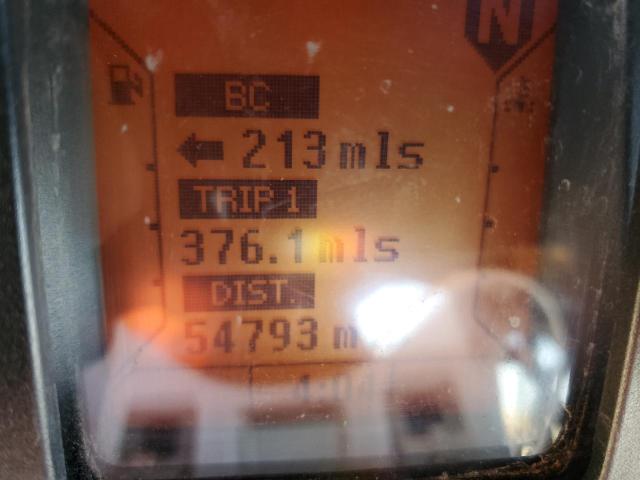 N
BC
213 mls
TRIP 1
376.1 mls
DIST.
54793